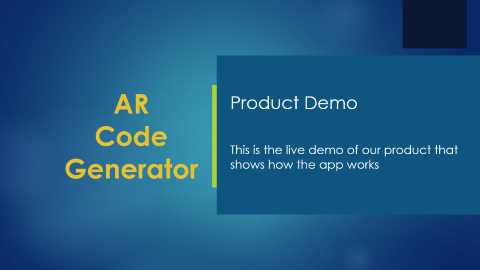 AR
Code
Generator
Product Demo
This is the live demo of our product that
shows how the app works